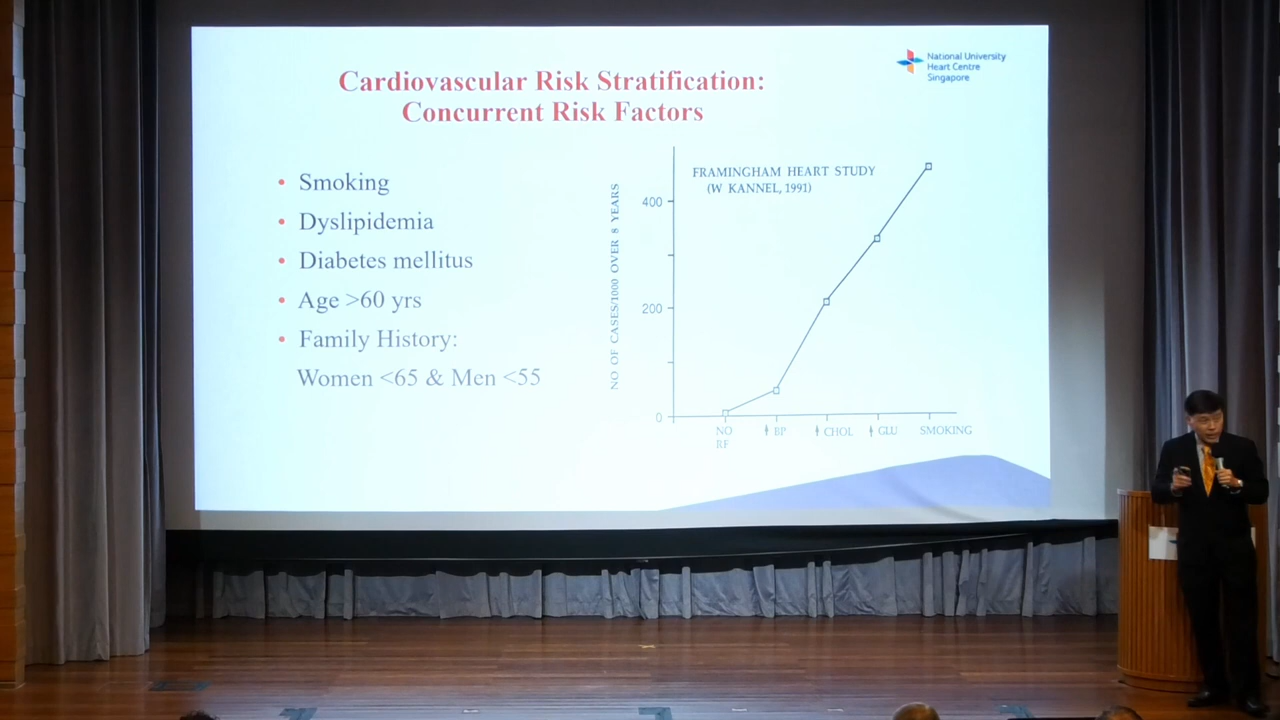 National University
Heart Centre
Singapore
Cardiovascular Risk Stratification:
Concurrent Risk Factors
• Smoking
• Dyslipidemia
• Diabetes mellitus
• Age >60 yrs
• Family History:
Women <65 & Men <55
FRAMINGHAM HEART STUDY
(W KANNEL, 1991)
NO OF CASES/1000 OVER 8 YEARS
400
200
0
NO
RF
BP
CHOL
GLU
SMOKING